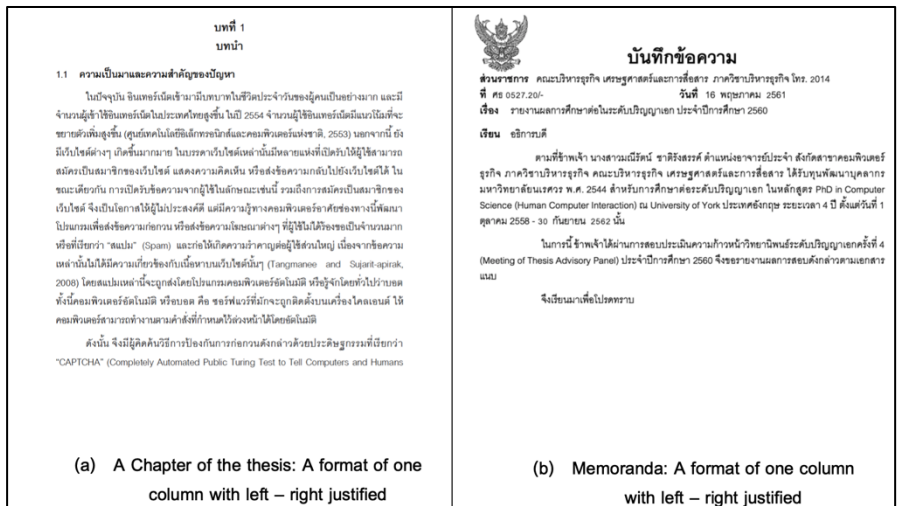 บทที่ 1
บทนำ
1.1 ความเป็นมาและความสำคัญของปัญหา
ในปัจจุบัน อินเทอร์เน็ตเข้ามามีบทบาทในชีวิตประจำวันของผู้คนเป็นอย่างมาก และมี
จำนวนผู้เข้าใช้อินเทอร์เน็ตในประเทศไทยสูงขึ้น ในปี 2554 จำนวนผู้ใช้อินเทอร์เน็ตมีแนวโน้มที่จะ
ขยายตัวเพิ่มสูงขึ้น (ศูนย์เทคโนโลยีอิเล็กทรอนิกส์และคอมพิวเตอร์แห่งชาติ, 2553) นอกจากนี้ ยัง
มีเว็บไซต์ต่างๆ เกิดขึ้นมากมาย ในบรรดาเว็บไซต์เหล่านั้นมีหลายแห่งที่เปิดรับให้ผู้ใช้สามารถ
สมัครเป็นสมาชิกของเว็บไซต์ แสดงความคิดเห็น หรือส่งข้อความกลับไปยังเว็บไซต์ได้ ใน
ขณะเดียวกัน การเปิดรับข้อความจากผู้ใช้ในลักษณะเช่นนี้ รวมถึงการสมัครเป็นสมาชิกของ
เว็บไซต์ จึงเป็นโอกาสให้ผู้ไม่ประสงค์ดี แต่มีความรู้ทางคอมพิวเตอร์อาศัยช่องทางนี้พัฒนา
โปรแกรมเพื่อส่งข้อความก่อกวน หรือส่งข้อความโฆษณาต่างๆ ที่ผู้ใช้ไม่ได้ร้องขอเป็นจำนวนมาก
หรือที่เรียกว่า "สแปม" (Spam) และก่อให้เกิดความรำคาญต่อผู้ใช้ส่วนใหญ่ เนื่องจากข้อความ
เหล่านั้นไม่ได้มีความเกี่ยวข้องกับเนื้อหาบนเว็บไซต์นั้นๆ (Tangmanee และ Sujarit-apirak,
2008) โดยสแปมเหล่านี้จะถูกส่งโดยโปรแกรมคอมพิวเตอร์อัตโนมัติ หรือรู้จักโดยทั่วไปว่าบอต
ทั้งนี้คอมพิวเตอร์อัตโนมัติ หรือบอต คือ ซอร์ฟแวร์ที่มักจะถูกติดตั้งบนเครื่องไคลเอนต์ ให้
คอมพิวเตอร์สามารถทำงานตามคำสั่งที่กำหนดไว้ล่วงหน้าได้โดยอัตโนมัติ
ดังนั้น จึงมีผู้คิดค้นวิธีการป้องกันการก่อกวนดังกล่าวด้วยประดิษฐกรรมที่เรียกว่า
"CAPTCHA" (Completely Automated Public Turing Test to Tell Computers and Humans
(a) A Chapter of the thesis: A format of one
column with left – right justified
บันทึกข้อความ
ส่วนราชการ คณะบริหารธุรกิจ เศรษฐศาสตร์และการสื่อสาร ภาควิชาบริหารธุรกิจ โทร. 2014
ที่ ศธ 0527.20/- วันที่ 16 พฤษภาคม 2561
เรื่อง รายงานผลการศึกษาต่อในระดับปริญญาเอก ประจำปีการศึกษา 2560
เรียน อธิการบดี
ตามที่ข้าพเจ้า นางสาวมณีรัตน์ ชาติรังสรรค์ ตำแหน่งอาจารย์ประจำ สังกัดสาขาคอมพิวเตอร์
ธุรกิจ ภาควิชาบริหารธุรกิจ คณะบริหารธุรกิจ เศรษฐศาสตร์และการสื่อสาร ได้รับทุนพัฒนาบุคลากร
มหาวิทยาลัยนเรศวร พ.ศ. 2544 สำหรับการศึกษาต่อระดับปริญญาเอก ในหลักสูตร PhD in Computer
Science (Human Computer Interaction) ณ University of York ประเทศอังกฤษ ระยะเวลา 4 ปี ตั้งแต่วันที่ 1
ตุลาคม 2558 - 30 กันยายน 2562 นั้น
ในการนี้ ข้าพเจ้าได้ผ่านการสอบประเมินความก้าวหน้าวิทยานิพนธ์ระดับปริญญาเอกครั้งที่ 4
(Meeting of Thesis Advisory Panel) ประจำปีการศึกษา 2560 จึงขอรายงานผลการสอบดังกล่าวตามเอกสาร
แนบ
จึงเรียนมาเพื่อโปรดทราบ
(b) Memoranda: A format of one column
with left – right justified